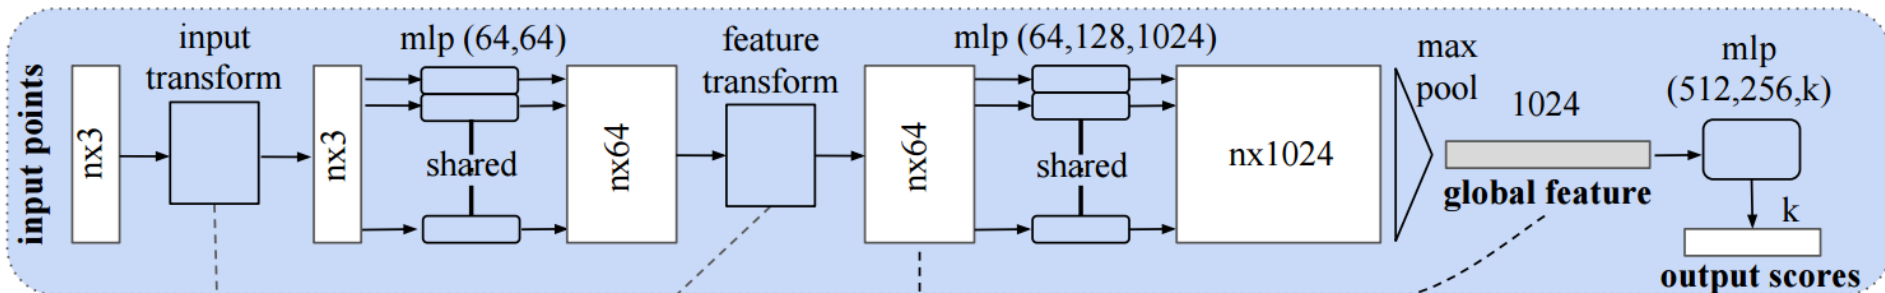 input points
nx3
input
transform
nx3
mlp (64,64)
shared
nx64
feature
transform
nx64
mlp (64,128,1024)
shared
nx1024
max
pool
1024
global feature
mlp
(512,256,k)
k
output scores